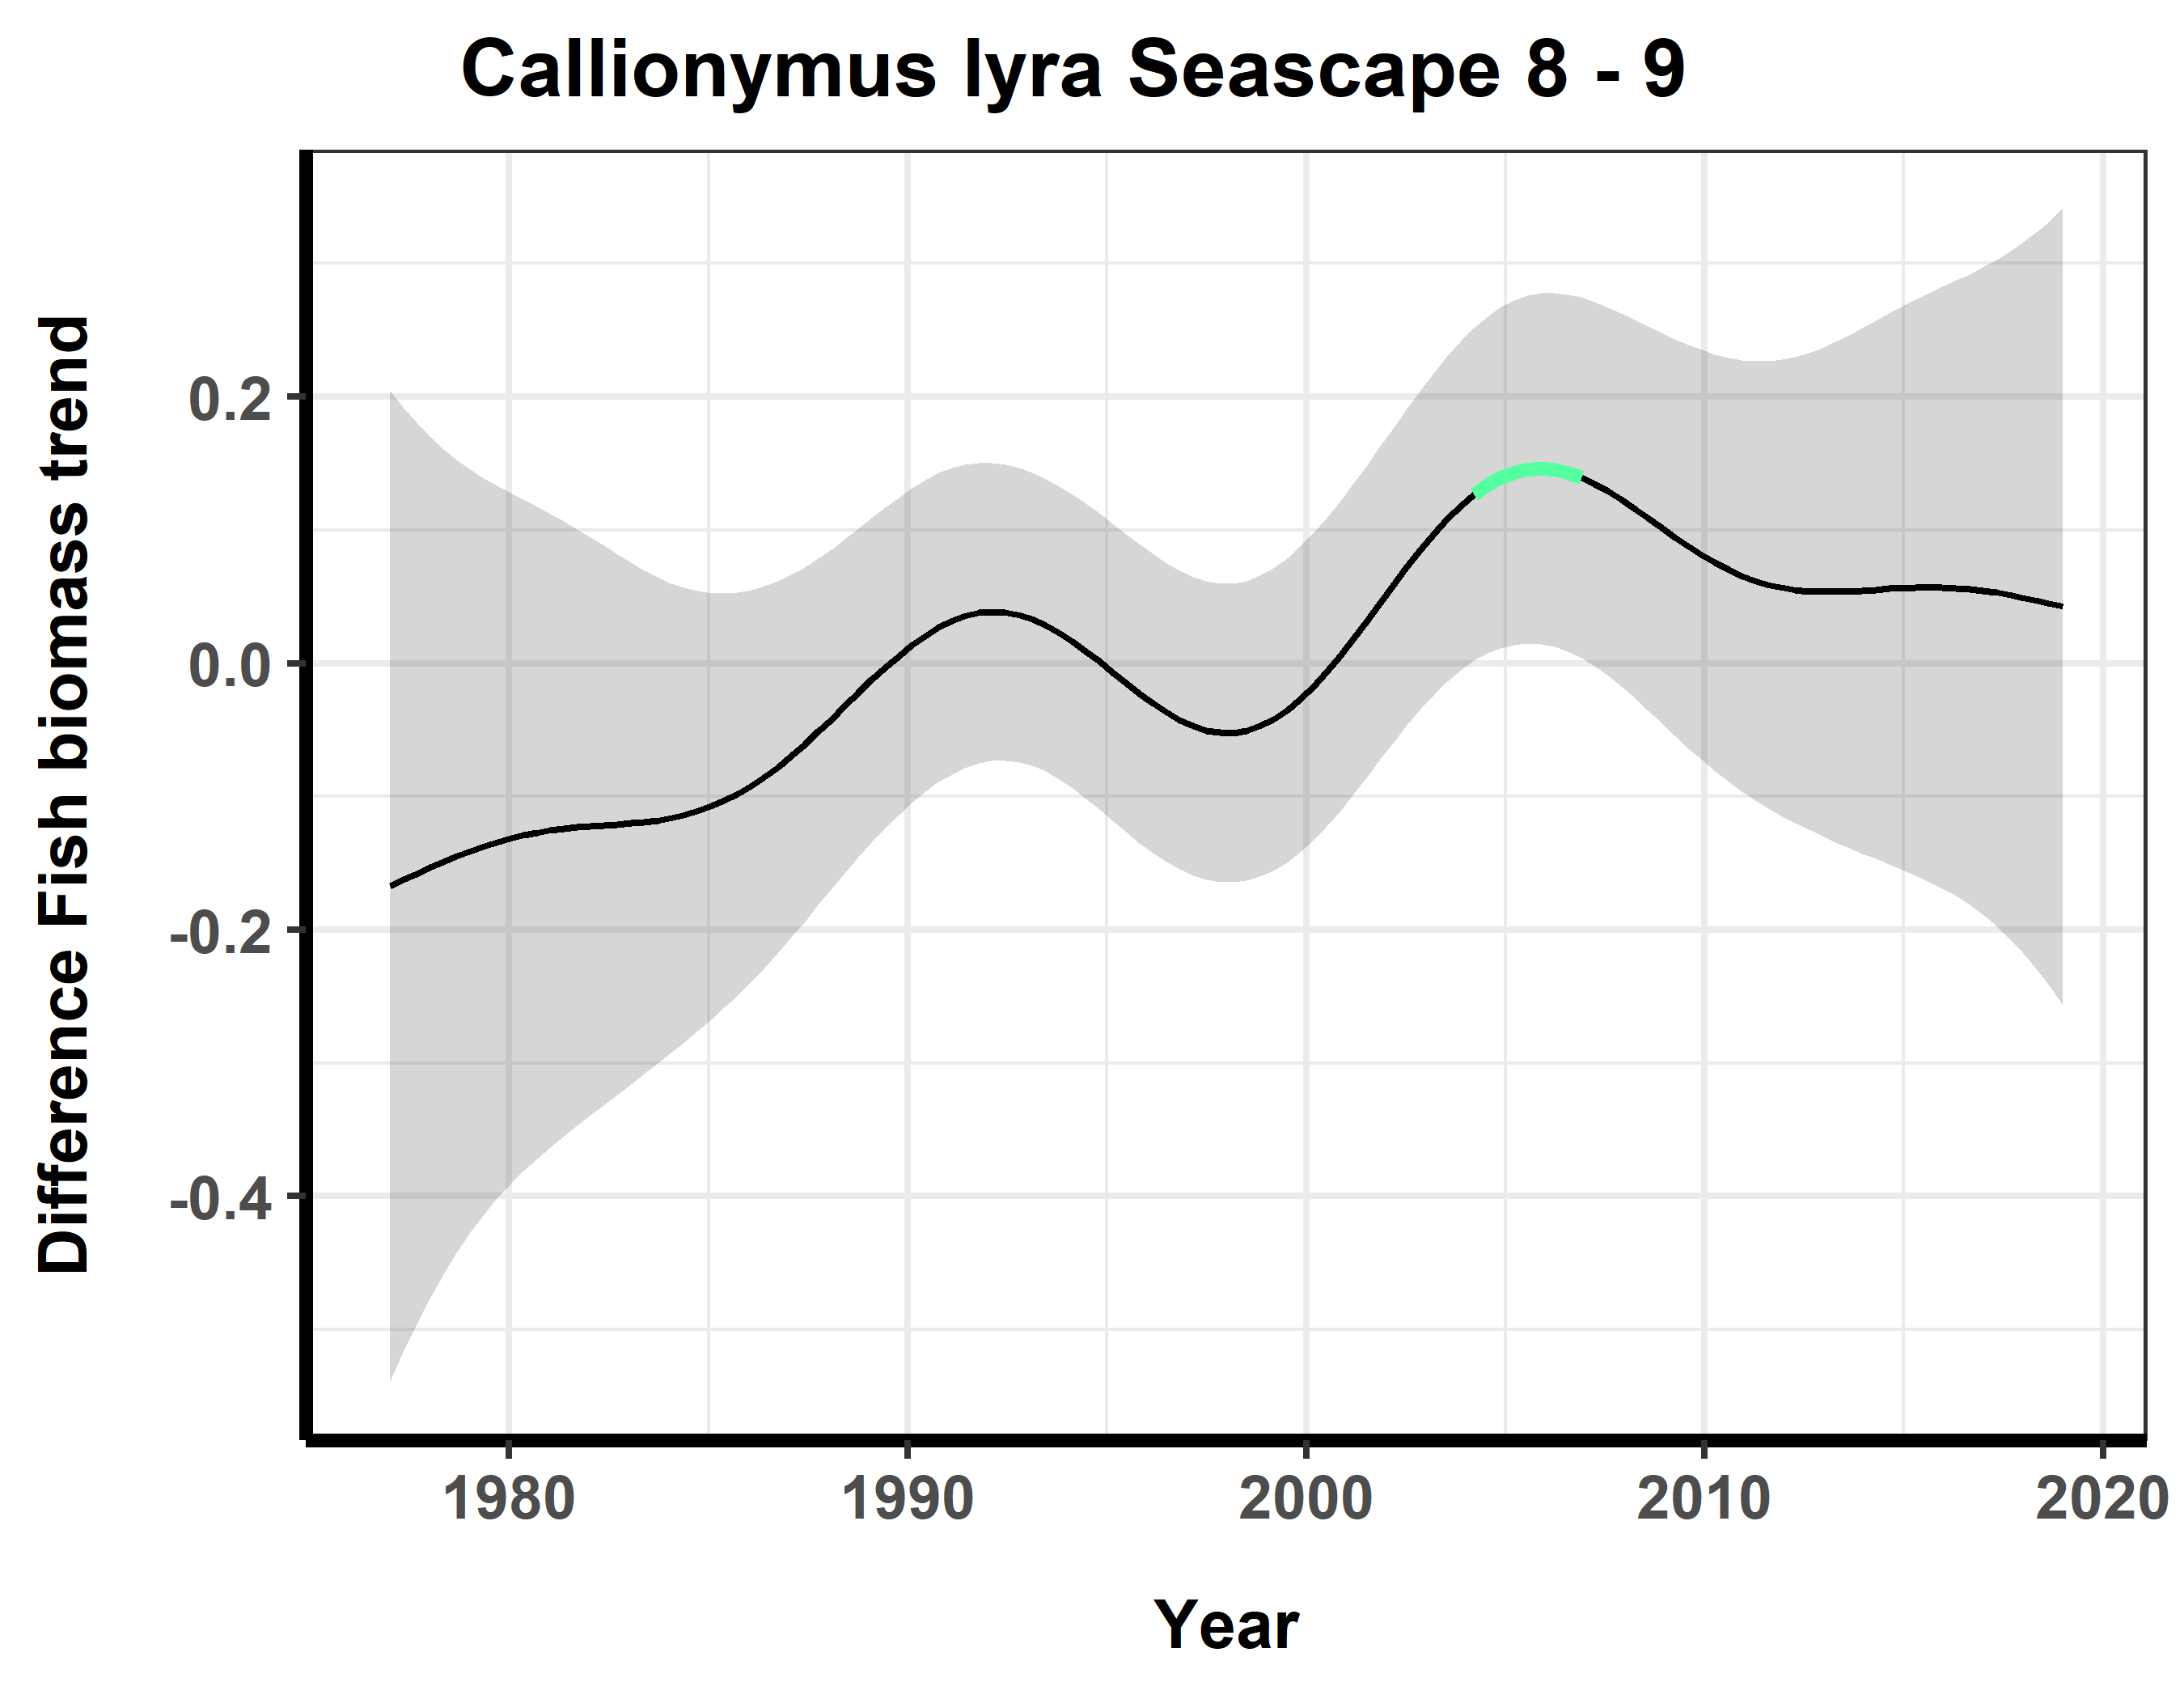 Callionymus lyra Seascape 8 - 9
Difference Fish biomass trend
0.2
0.0
-0.2
-0.4
1980 1990 2000 2010 2020
Year